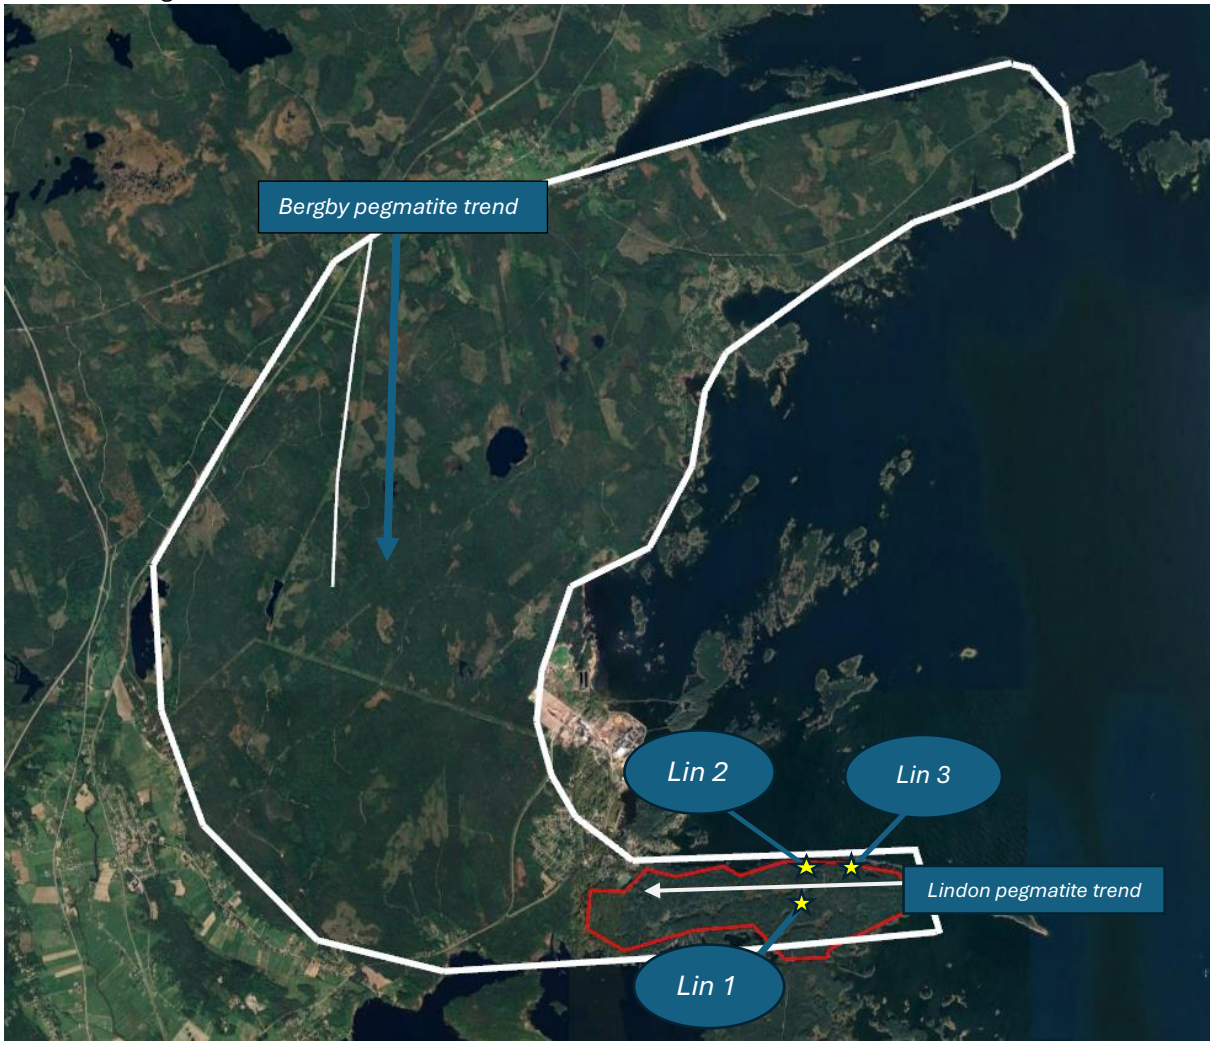 Bergby pegmatite trend
Lin 2
Lin 3
Lindon pegmatite trend
Lin 1